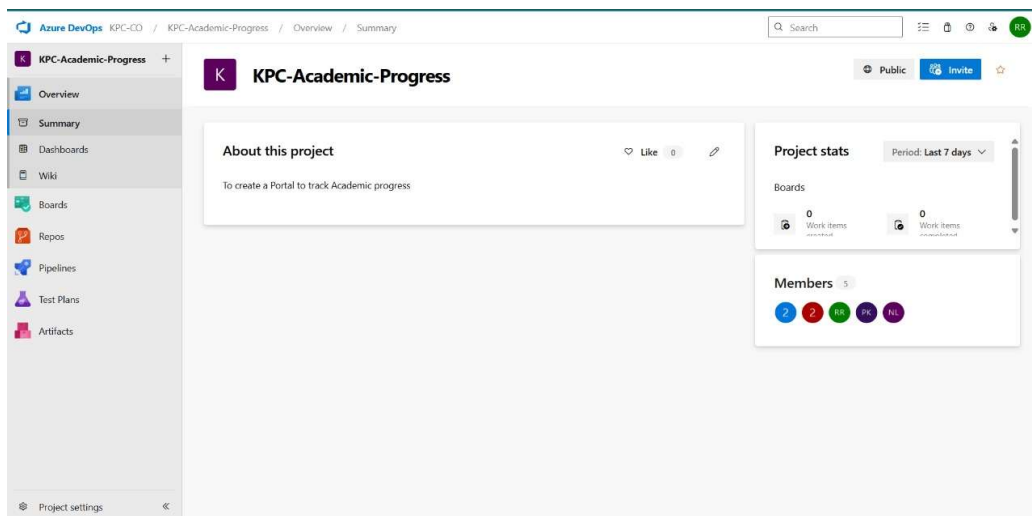 Azure DevOps KPC-CO / KPC-Academic-Progress / Overview / Summary
Search
RR
K KPC-Academic-Progress +
Overview
Summary
Dashboards
Wiki
Boards
Repos
Pipelines
Test Plans
Artifacts
Project settings
K KPC-Academic-Progress
Public
Invite
About this project
Like 0
To create a Portal to track Academic progress
Project stats
Period: Last 7 days
Boards
0
Work items
created
0
Work items
completed
Members 5
2 2 RR PK NL